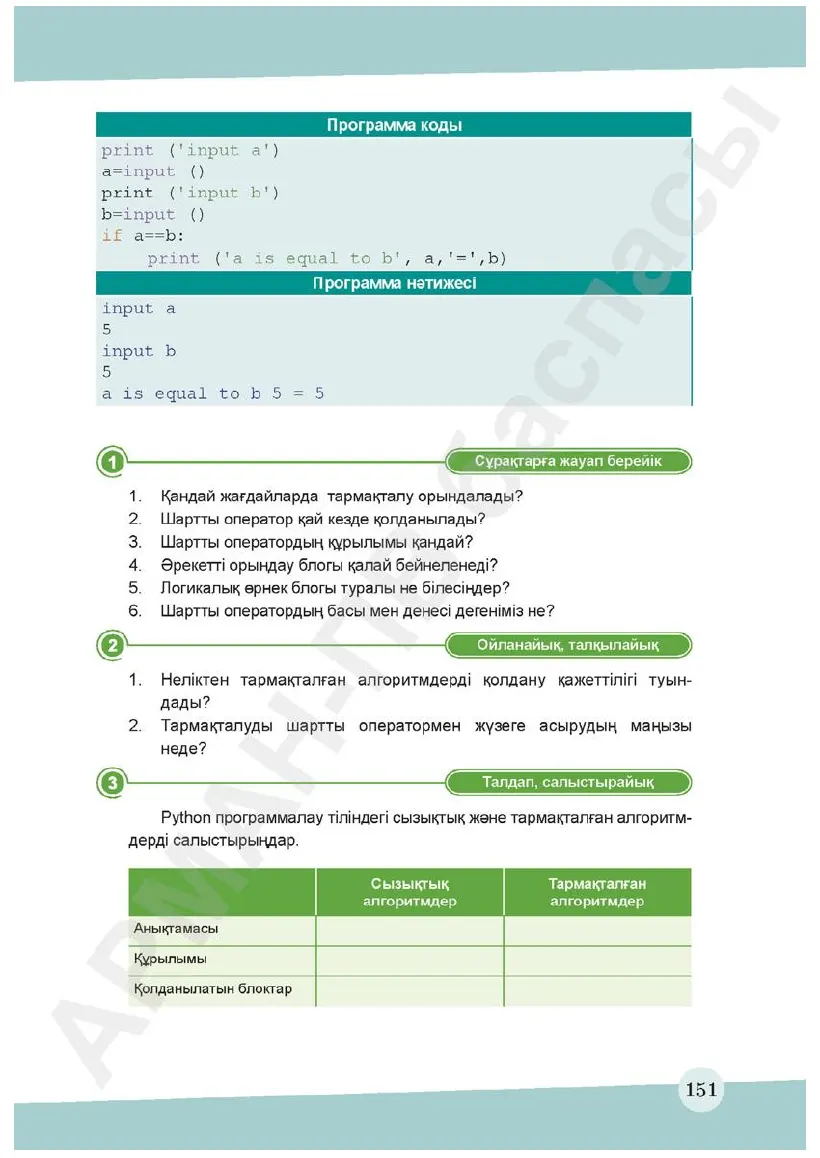 Программа коды
print ('input a')
a=input ()
print ('input b')
b=input ()
if a==b:
    print ('a is equal to b', a,'=',b)
Программа нәтижесі
input a
5
input b
5
a is equal to b 5 = 5
1 Сұрақтарға жауап берейік
1. Қандай жағдайларда тармақталу орындалады?
2. Шартты оператор қай кезде қолданылады?
3. Шартты оператордың құрылымы қандай?
4. Әрекетті орындау блогы қалай бейнеленеді?
5. Логикалық өрнек блогы туралы не білесіңдер?
6. Шартты оператордың басы мен денесі дегеніміз не?
2 Ойланайық, талқылайық
1. Неліктен тармақталған алгоритмдерді қолдану қажеттілігі туын-
дады?
2. Тармақталуды шартты оператормен жүзеге асырудың маңызы
неде?
3 Талдап, салыстырайық
Python программалау тіліндегі сызықтық және тармақталған алгоритм-
дерді салыстырыңдар.
Сызықтық Тармақталған
алгоритмдер алгоритмдер
Анықтамасы
Құрылымы
Қолданылатын блоктар
151
АРМАН-ПВ баспасы